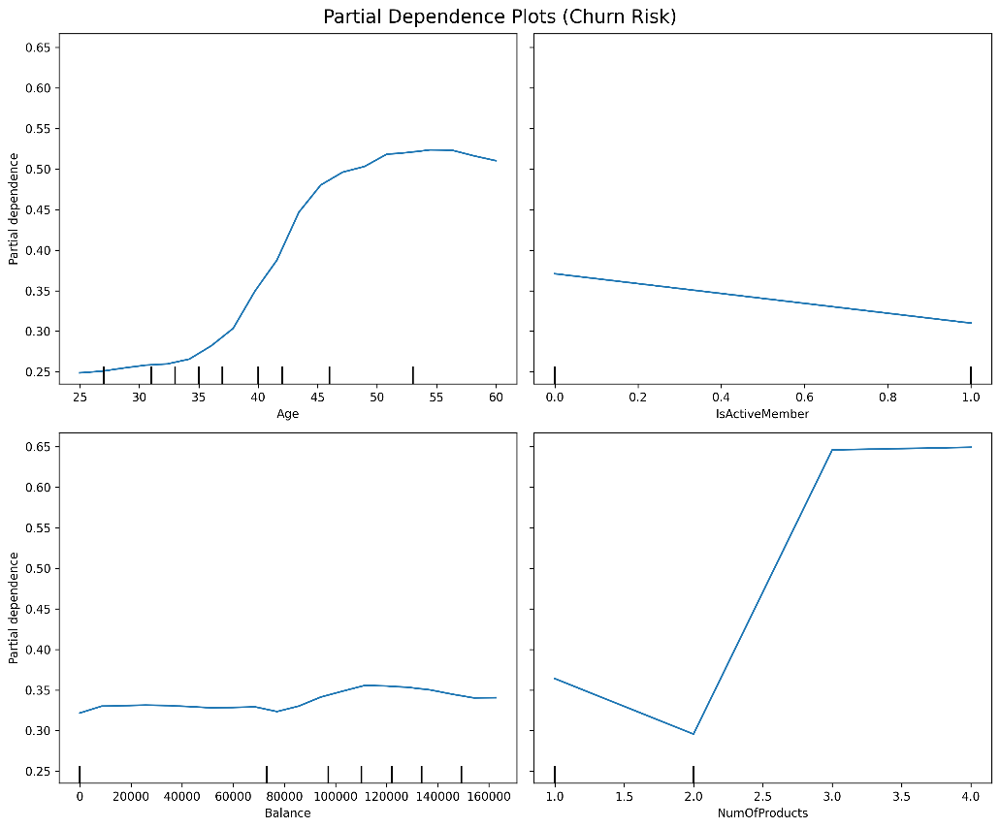 Partial Dependence Plots (Churn Risk)
0.65
0.60
0.55
0.50
0.45
0.40
0.35
0.30
0.25
Partial dependence
25 30 35 40 45 50 55 60
Age
0.0 0.2 0.4 0.6 0.8 1.0
IsActiveMember
0.65
0.60
0.55
0.50
0.45
0.40
0.35
0.30
0.25
Partial dependence
0 20000 40000 60000 80000 100000 120000 140000 160000
Balance
1.0 1.5 2.0 2.5 3.0 3.5 4.0
NumOfProducts